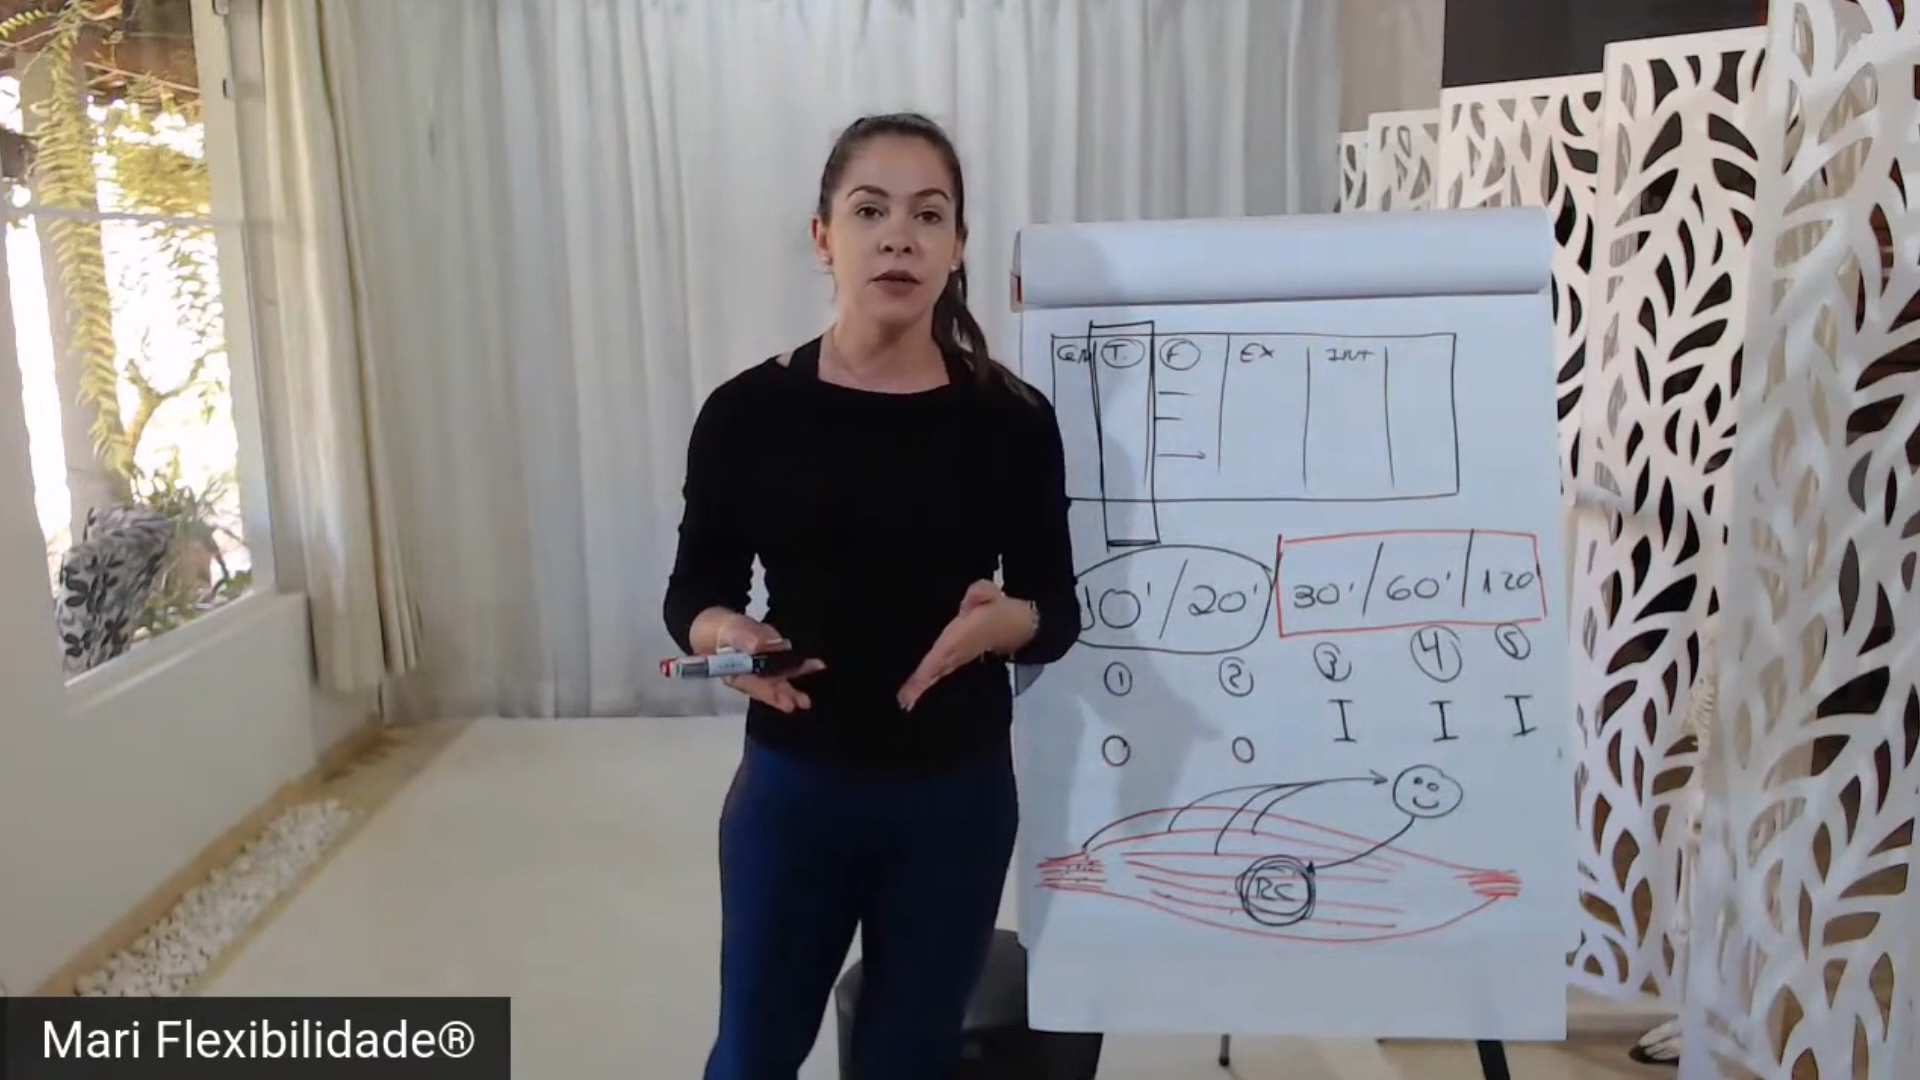 T. F EX INT
10' / 20' 30' / 60' / 120
1 2 3 4 5
O O I I I
RC
Mari Flexibilidade®